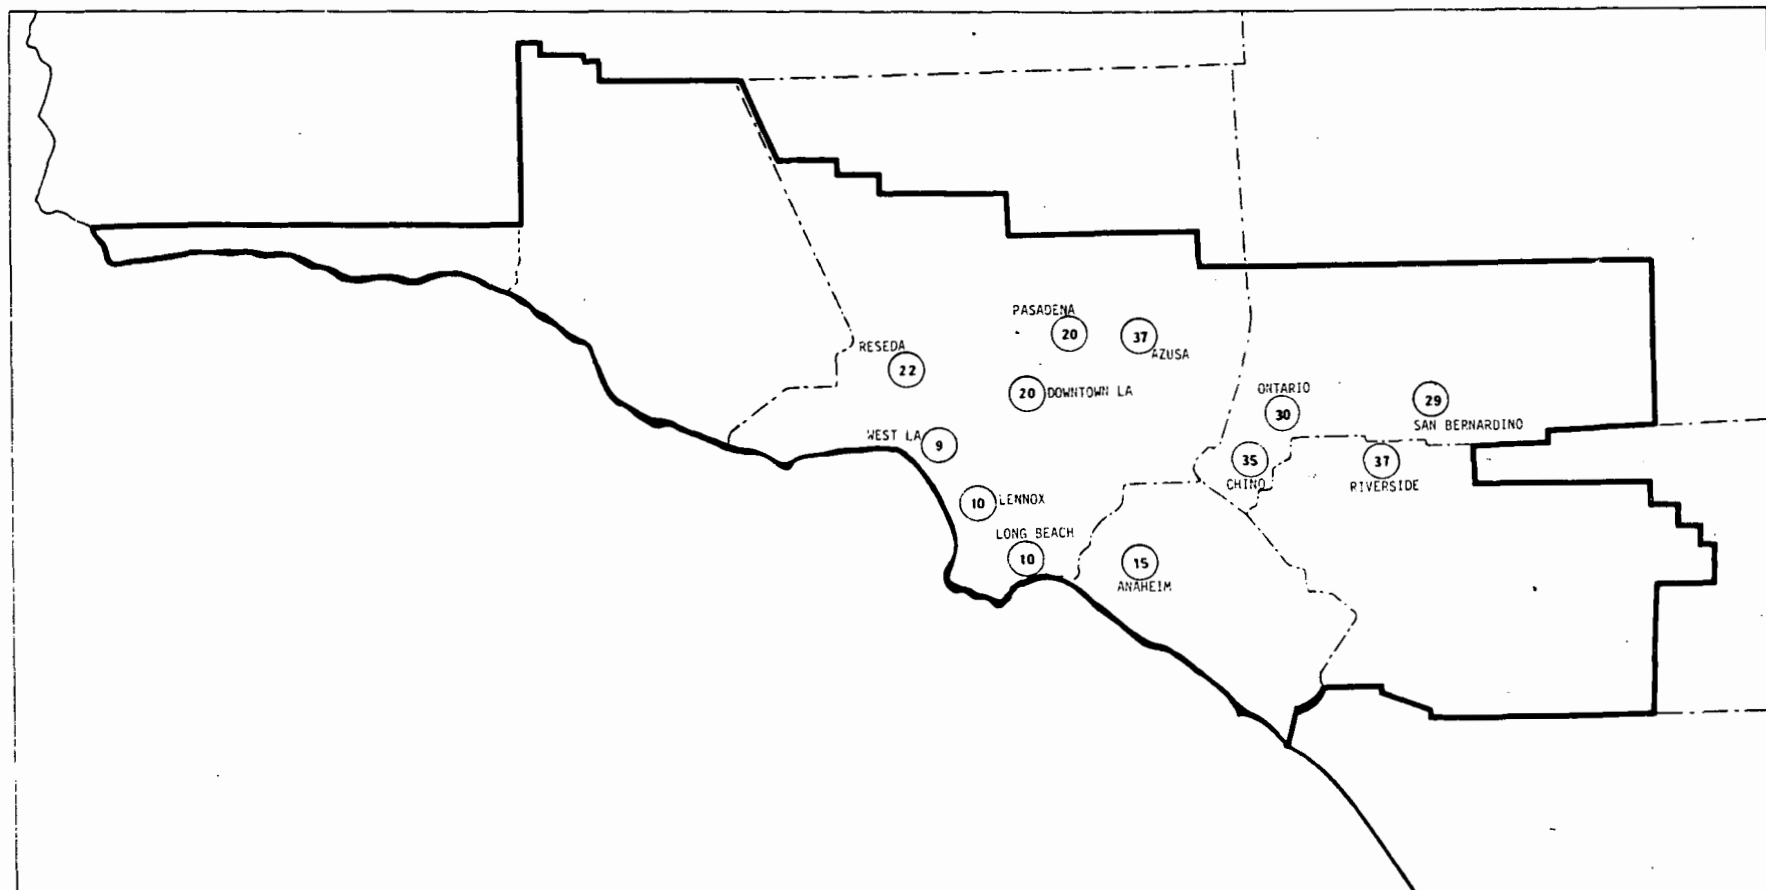 PASADENA
20
37
AZUSA
RESEDA
22
20 DOWNTOWN LA
ONTARIO
30
29
SAN BERNARDINO
WEST LA
9
35
CHINO
37
RIVERSIDE
10 LENNOX
LONG BEACH
10
15
ANAHEIM